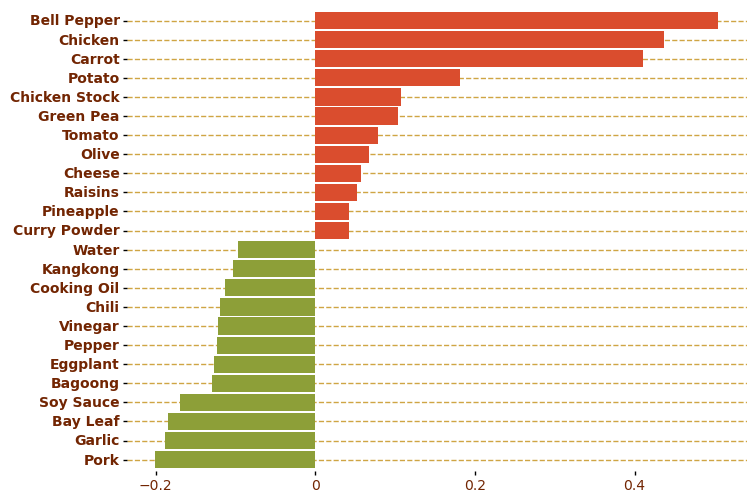 Bell Pepper
Chicken
Carrot
Potato
Chicken Stock
Green Pea
Tomato
Olive
Cheese
Raisins
Pineapple
Curry Powder
Water
Kangkong
Cooking Oil
Chili
Vinegar
Pepper
Eggplant
Bagoong
Soy Sauce
Bay Leaf
Garlic
Pork
−0.2 0 0.2 0.4